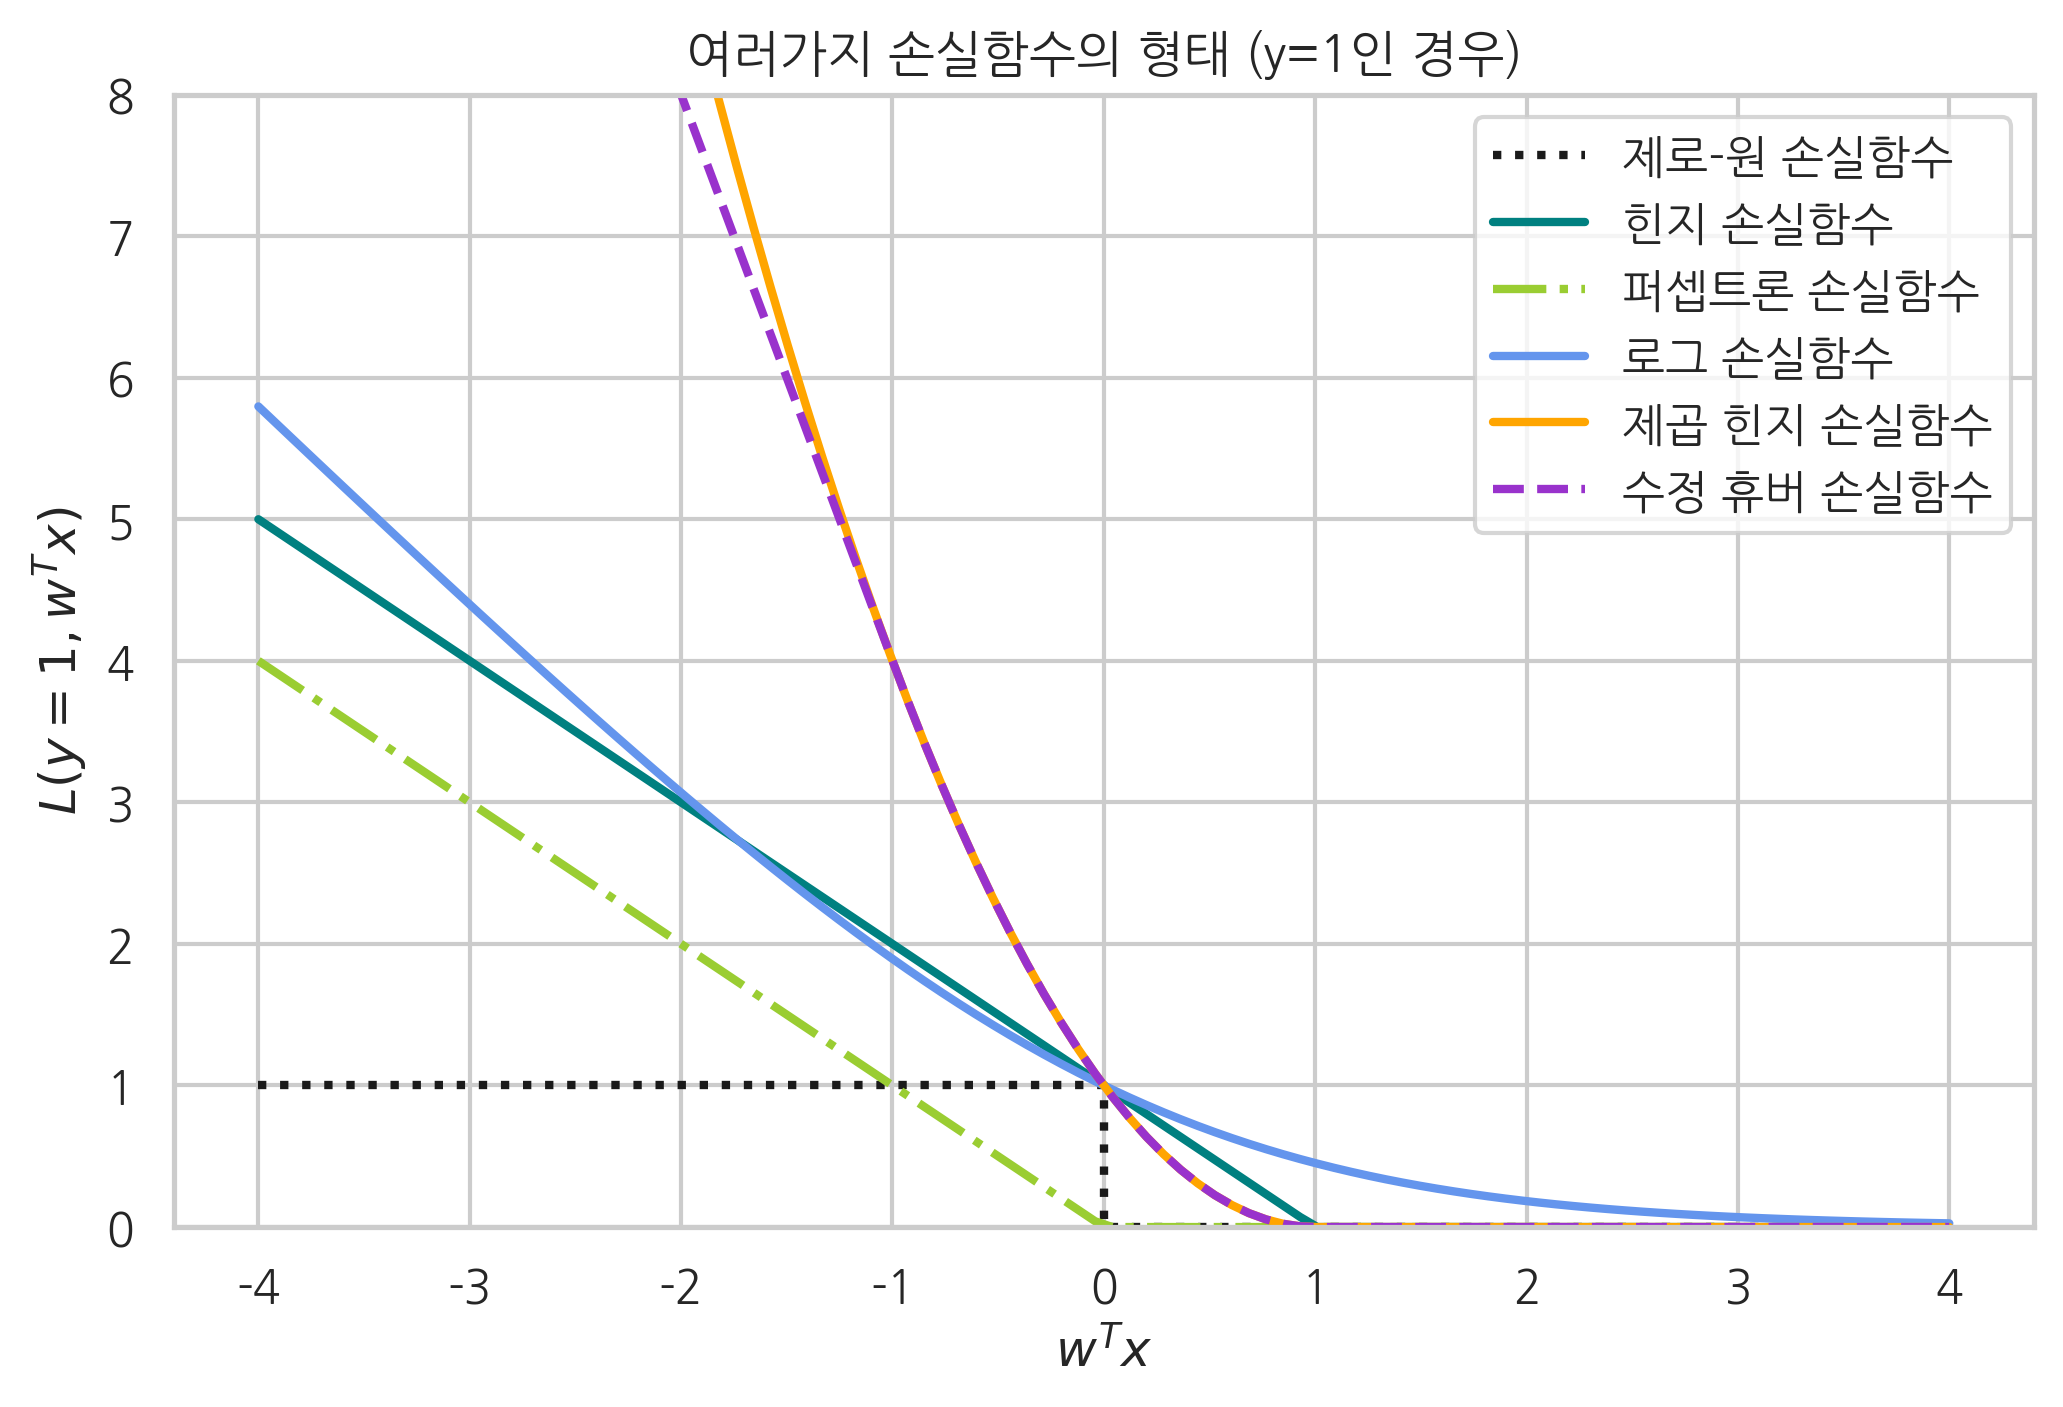 여러가지 손실함수의 형태 (y=1인 경우)
8
7
6
5
4
3
2
1
0
L(y = 1, wᵀx)
제로-원 손실함수
힌지 손실함수
퍼셉트론 손실함수
로그 손실함수
제곱 힌지 손실함수
수정 휴버 손실함수
-4 -3 -2 -1 0 1 2 3 4
wᵀx